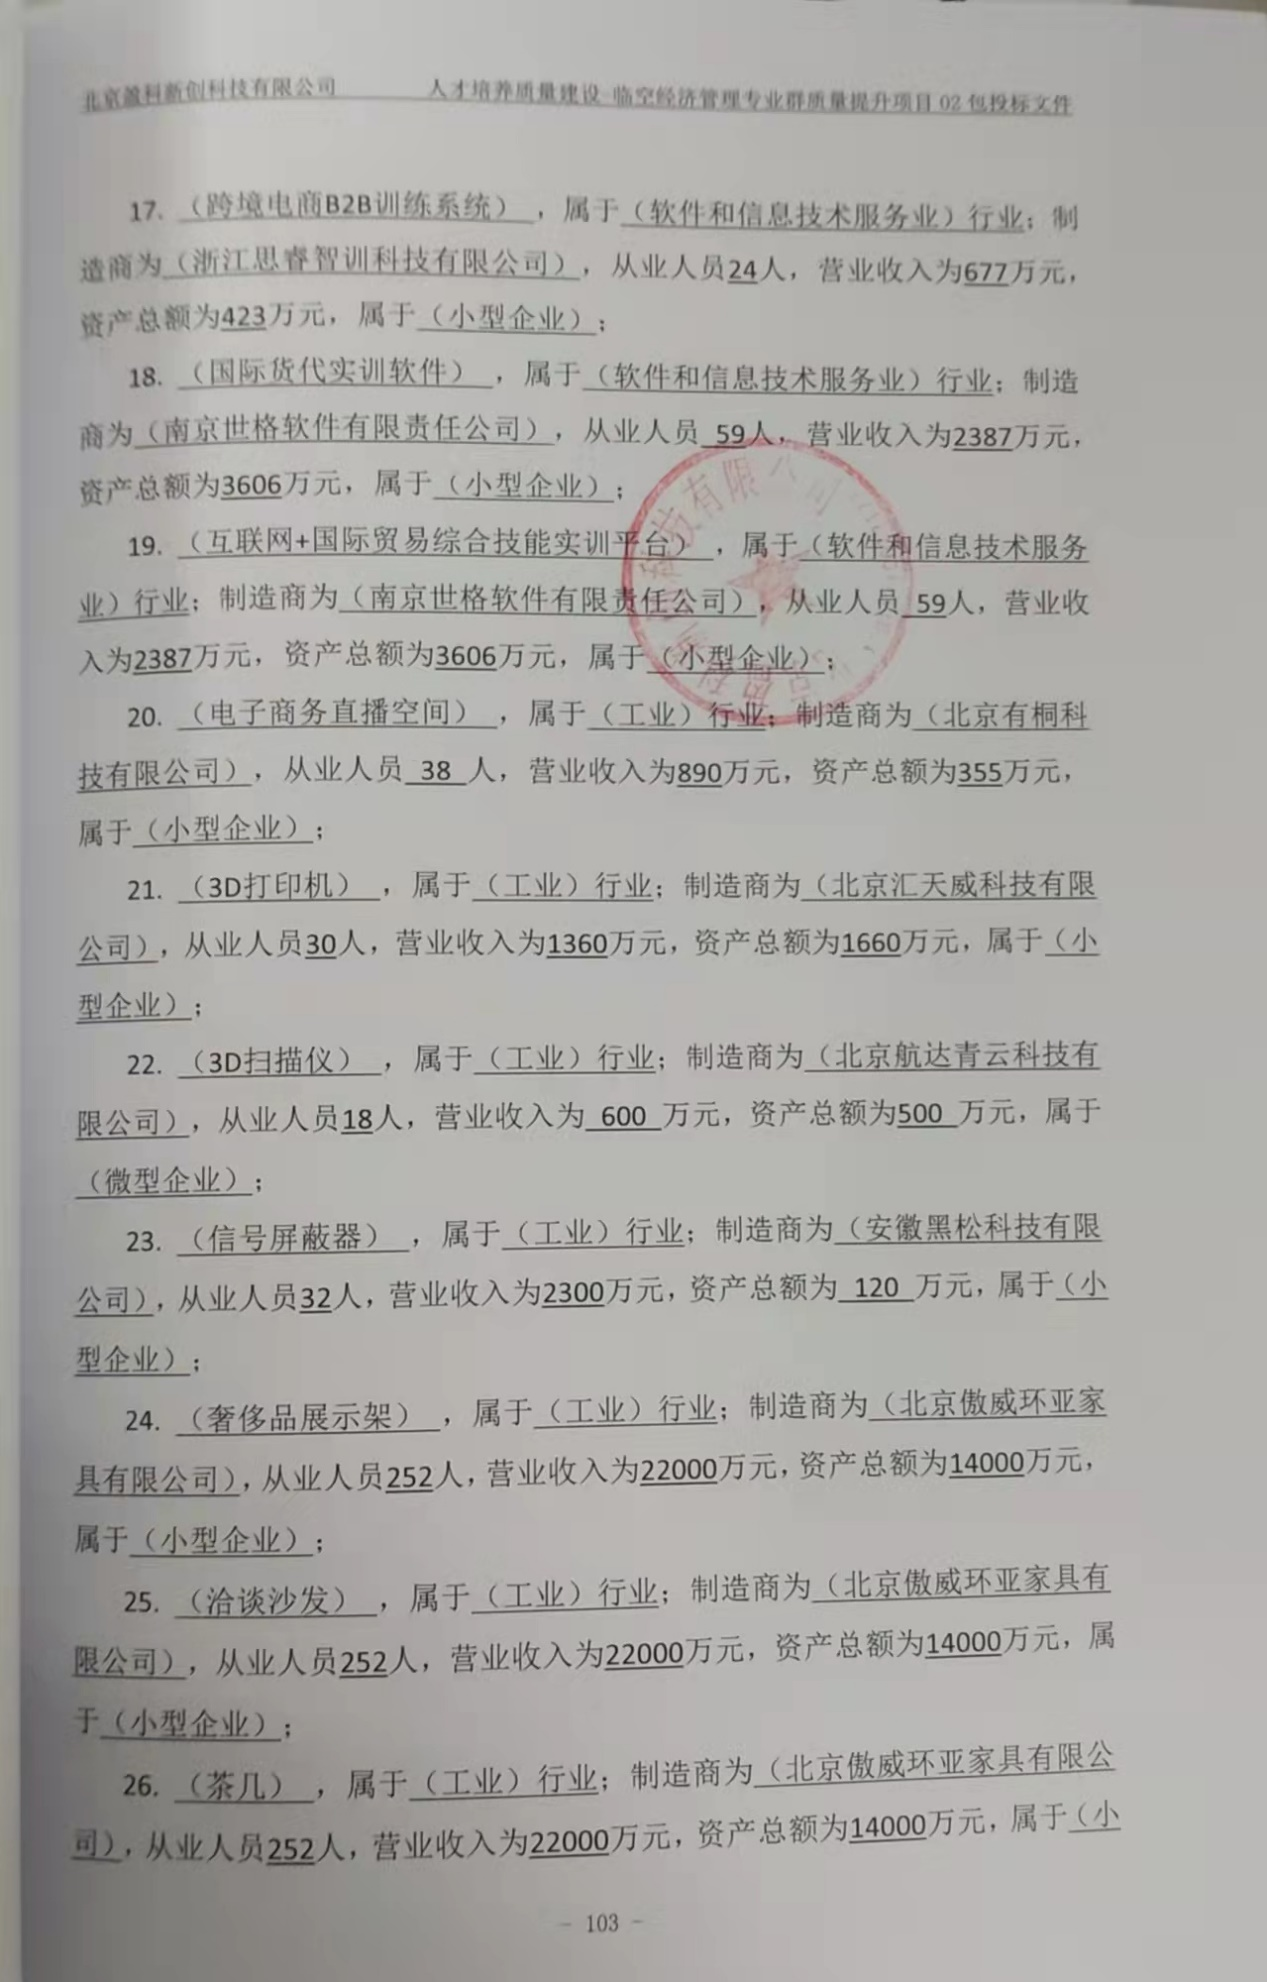 北京盈科新创科技有限公司 人才培养质量建设-临空经济管理专业群质量提升项目02包投标文件
17. （跨境电商B2B训练系统） ，属于（软件和信息技术服务业）行业；制
造商为（浙江思睿智训科技有限公司），从业人员24人，营业收入为677万元，
资产总额为423万元，属于（小型企业）；
18. （国际货代实训软件） ，属于（软件和信息技术服务业）行业；制造
商为（南京世格软件有限责任公司），从业人员 59人，营业收入为2387万元，
资产总额为3606万元，属于（小型企业）；
19. （互联网+国际贸易综合技能实训平台） ，属于（软件和信息技术服务
业）行业；制造商为（南京世格软件有限责任公司），从业人员 59人，营业收
入为2387万元，资产总额为3606万元，属于（小型企业）；
20. （电子商务直播空间） ，属于（工业）行业；制造商为（北京有桐科
技有限公司），从业人员 38 人，营业收入为890万元，资产总额为355万元，
属于（小型企业）；
21. （3D打印机） ，属于（工业）行业；制造商为（北京汇天威科技有限
公司），从业人员30人，营业收入为1360万元，资产总额为1660万元，属于（小
型企业）；
22. （3D扫描仪） ，属于（工业）行业；制造商为（北京航达青云科技有
限公司），从业人员18人，营业收入为 600 万元，资产总额为500 万元，属于
（微型企业）；
23. （信号屏蔽器） ，属于（工业）行业；制造商为（安徽黑松科技有限
公司），从业人员32人，营业收入为2300万元，资产总额为 120 万元，属于（小
型企业）；
24. （奢侈品展示架） ，属于（工业）行业；制造商为（北京傲威环亚家
具有限公司），从业人员252人，营业收入为22000万元，资产总额为14000万元，
属于（小型企业）；
25. （洽谈沙发） ，属于（工业）行业；制造商为（北京傲威环亚家具有
限公司），从业人员252人，营业收入为22000万元，资产总额为14000万元，属
于（小型企业）；
26. （茶几） ，属于（工业）行业；制造商为（北京傲威环亚家具有限公
司），从业人员252人，营业收入为22000万元，资产总额为14000万元，属于（小
- 103 -